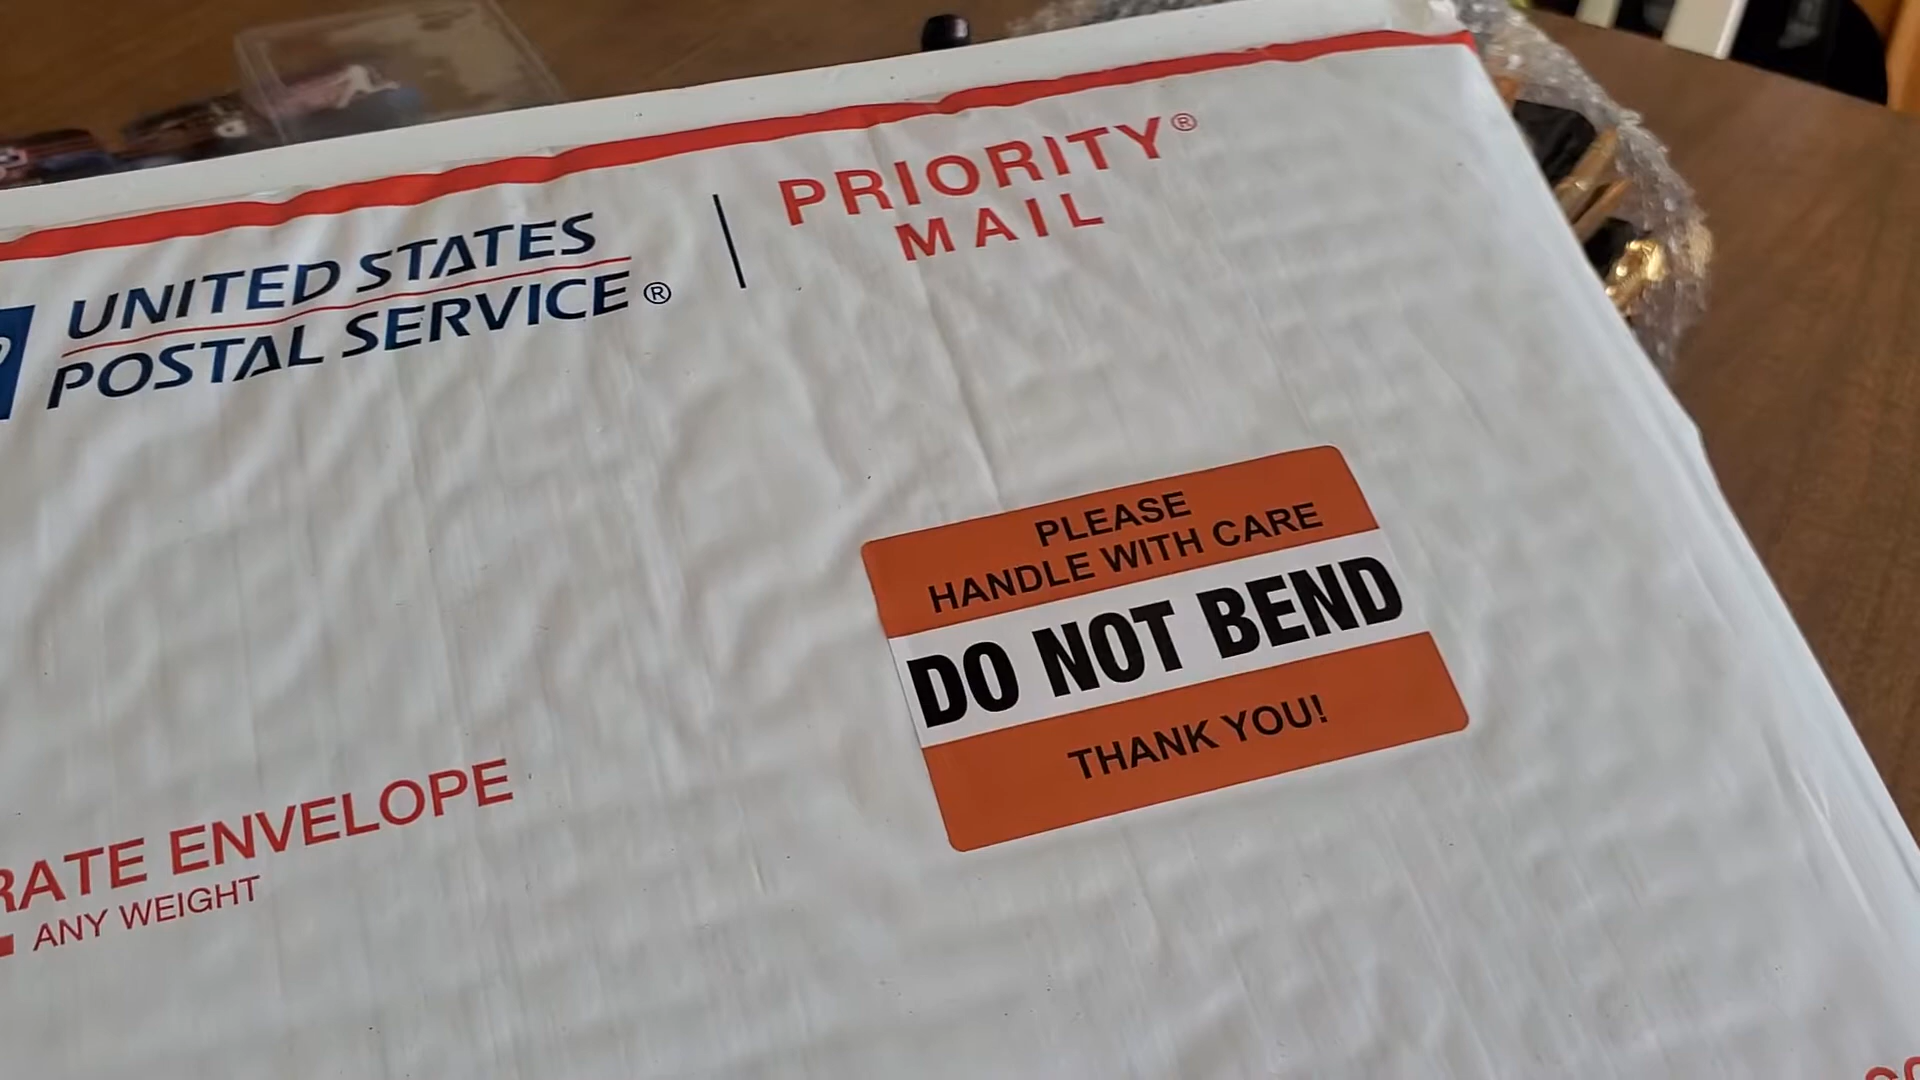 UNITED STATES
POSTAL SERVICE®
PRIORITY®
MAIL
PLEASE
HANDLE WITH CARE
DO NOT BEND
THANK YOU!
RATE ENVELOPE
ANY WEIGHT